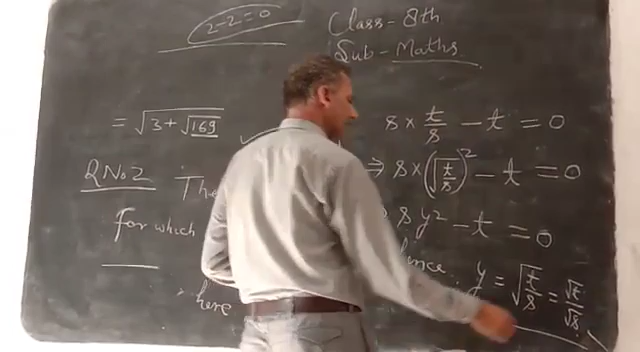 2-2=0
Class - 8th
Sub - Maths
= √(3 + √169)
Q No 2 The
for which
here
8 × t/8 - t = 0
⇒ 8 × (√(t/8))² - t = 0
8y² - t = 0
y = √(t/8) = √t/√8